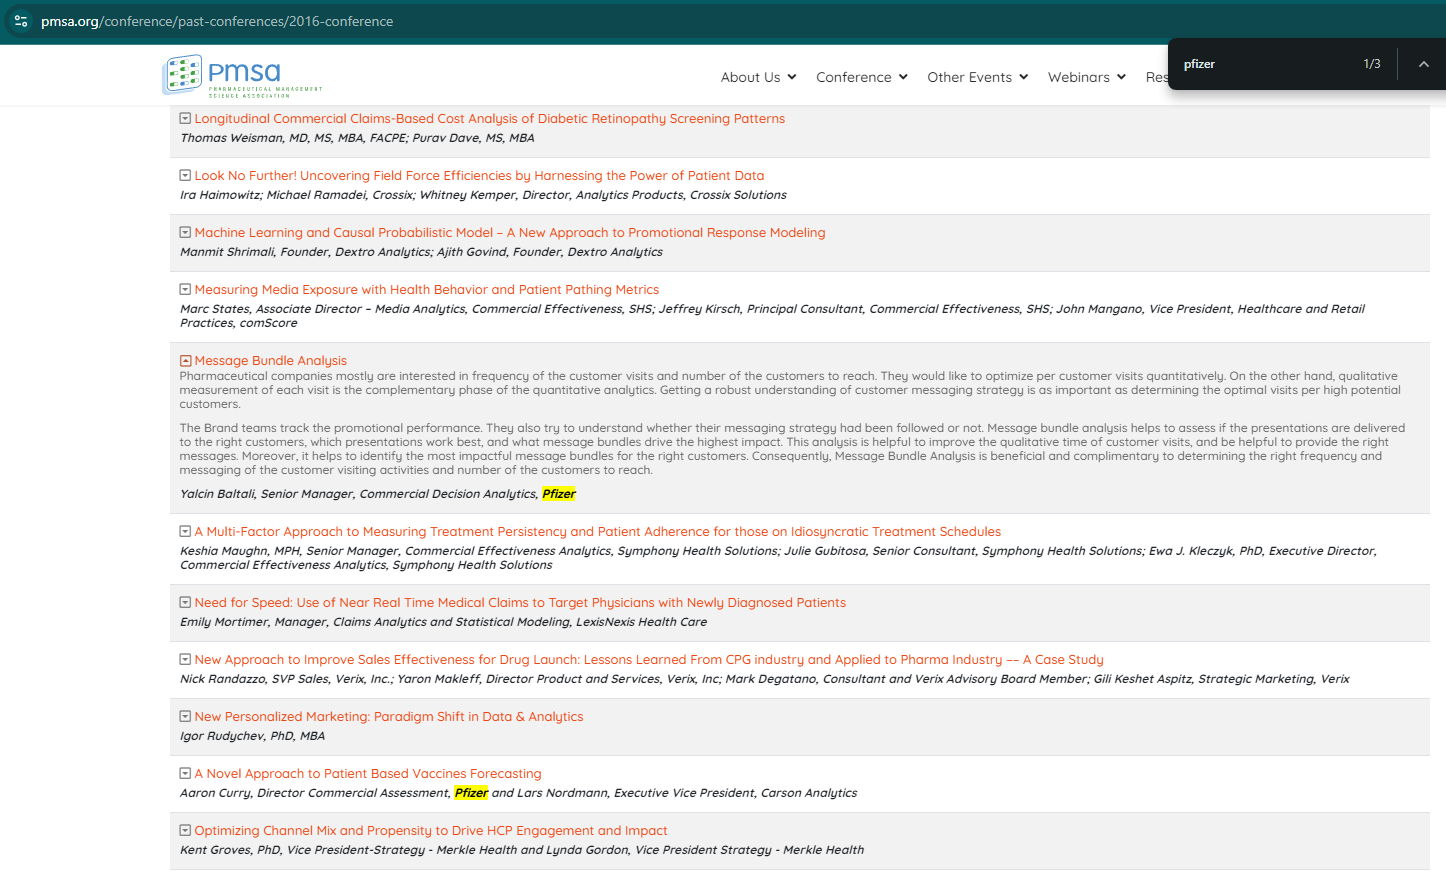 pmsa.org/conference/past-conferences/2016-conference
pmsa
PHARMACEUTICAL MANAGEMENT
SCIENCE ASSOCIATION
About Us
Conference
Other Events
Webinars
Res
pfizer
1/3
Longitudinal Commercial Claims-Based Cost Analysis of Diabetic Retinopathy Screening Patterns
Thomas Weisman, MD, MS, MBA, FACPE; Purav Dave, MS, MBA
Look No Further! Uncovering Field Force Efficiencies by Harnessing the Power of Patient Data
Ira Haimowitz; Michael Ramadei, Crossix; Whitney Kemper, Director, Analytics Products, Crossix Solutions
Machine Learning and Causal Probabilistic Model – A New Approach to Promotional Response Modeling
Manmit Shrimali, Founder, Dextro Analytics; Ajith Govind, Founder, Dextro Analytics
Measuring Media Exposure with Health Behavior and Patient Pathing Metrics
Marc States, Associate Director – Media Analytics, Commercial Effectiveness, SHS; Jeffrey Kirsch, Principal Consultant, Commercial Effectiveness, SHS; John Mangano, Vice President, Healthcare and Retail
Practices, comScore
Message Bundle Analysis
Pharmaceutical companies mostly are interested in frequency of the customer visits and number of the customers to reach. They would like to optimize per customer visits quantitatively. On the other hand, qualitative
measurement of each visit is the complementary phase of the quantitative analytics. Getting a robust understanding of customer messaging strategy is as important as determining the optimal visits per high potential
customers.
The Brand teams track the promotional performance. They also try to understand whether their messaging strategy had been followed or not. Message bundle analysis helps to assess if the presentations are delivered
to the right customers, which presentations work best, and what message bundles drive the highest impact. This analysis is helpful to improve the qualitative time of customer visits, and be helpful to provide the right
messages. Moreover, it helps to identify the most impactful message bundles for the right customers. Consequently, Message Bundle Analysis is beneficial and complimentary to determining the right frequency and
messaging of the customer visiting activities and number of the customers to reach.
Yalcin Baltali, Senior Manager, Commercial Decision Analytics, Pfizer
A Multi-Factor Approach to Measuring Treatment Persistency and Patient Adherence for those on Idiosyncratic Treatment Schedules
Keshia Maughn, MPH, Senior Manager, Commercial Effectiveness Analytics, Symphony Health Solutions; Julie Gubitosa, Senior Consultant, Symphony Health Solutions; Ewa J. Kleczyk, PhD, Executive Director,
Commercial Effectiveness Analytics, Symphony Health Solutions
Need for Speed: Use of Near Real Time Medical Claims to Target Physicians with Newly Diagnosed Patients
Emily Mortimer, Manager, Claims Analytics and Statistical Modeling, LexisNexis Health Care
New Approach to Improve Sales Effectiveness for Drug Launch: Lessons Learned From CPG industry and Applied to Pharma Industry –– A Case Study
Nick Randazzo, SVP Sales, Verix, Inc.; Yaron Makleff, Director Product and Services, Verix, Inc; Mark Degatano, Consultant and Verix Advisory Board Member; Gili Keshet Aspitz, Strategic Marketing, Verix
New Personalized Marketing: Paradigm Shift in Data & Analytics
Igor Rudychev, PhD, MBA
A Novel Approach to Patient Based Vaccines Forecasting
Aaron Curry, Director Commercial Assessment, Pfizer and Lars Nordmann, Executive Vice President, Carson Analytics
Optimizing Channel Mix and Propensity to Drive HCP Engagement and Impact
Kent Groves, PhD, Vice President-Strategy - Merkle Health and Lynda Gordon, Vice President Strategy - Merkle Health